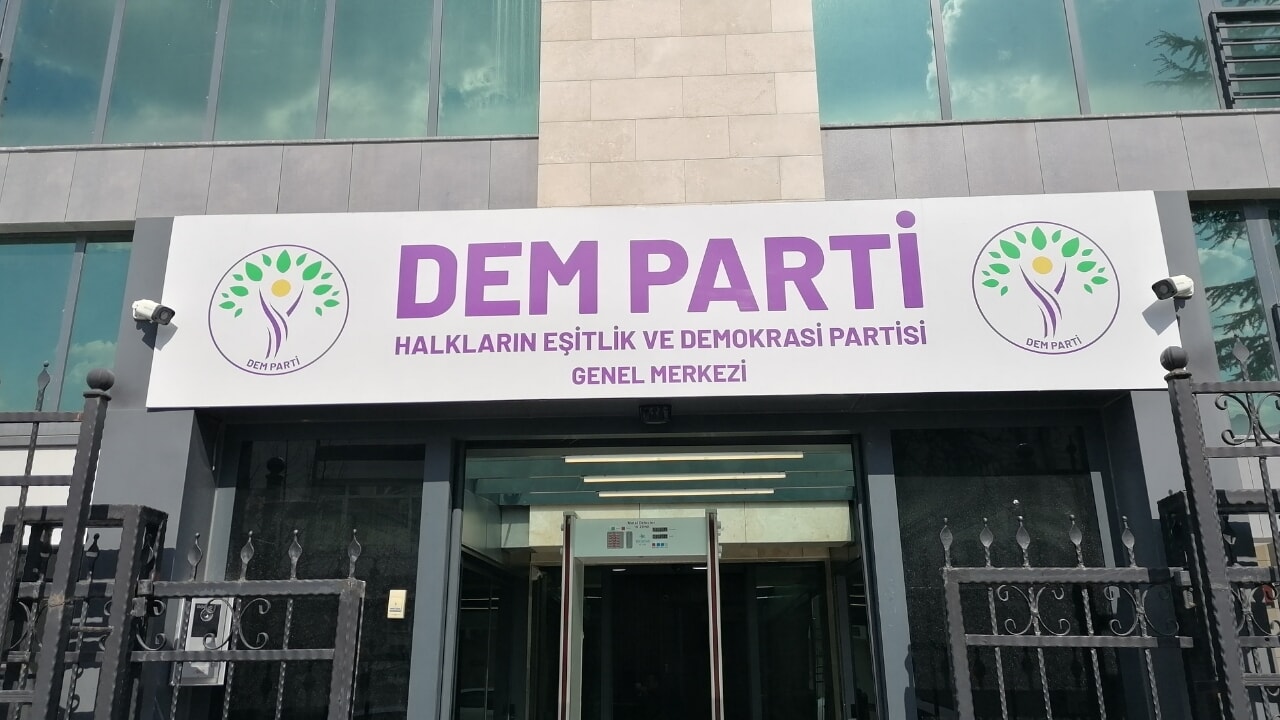 DEM PARTİ
HALKLARIN EŞİTLİK VE DEMOKRASİ PARTİSİ
GENEL MERKEZİ
DEM PARTİ
DEM PARTİ